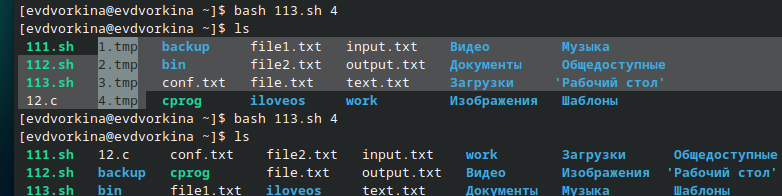 [evdvorkina@evdvorkina ~]$ bash 113.sh 4
[evdvorkina@evdvorkina ~]$ ls
111.sh 1.tmp backup file1.txt input.txt Видео Музыка
112.sh 2.tmp bin file2.txt output.txt Документы Общедоступные
113.sh 3.tmp conf.txt file.txt text.txt Загрузки 'Рабочий стол'
12.c 4.tmp cprog iloveos work Изображения Шаблоны
[evdvorkina@evdvorkina ~]$ bash 113.sh 4
[evdvorkina@evdvorkina ~]$ ls
111.sh 12.c conf.txt file2.txt input.txt work Загрузки Общедоступные
112.sh backup cprog file.txt output.txt Видео Изображения 'Рабочий стол'
113.sh bin file1.txt iloveos text.txt Документы Музыка Шаблоны